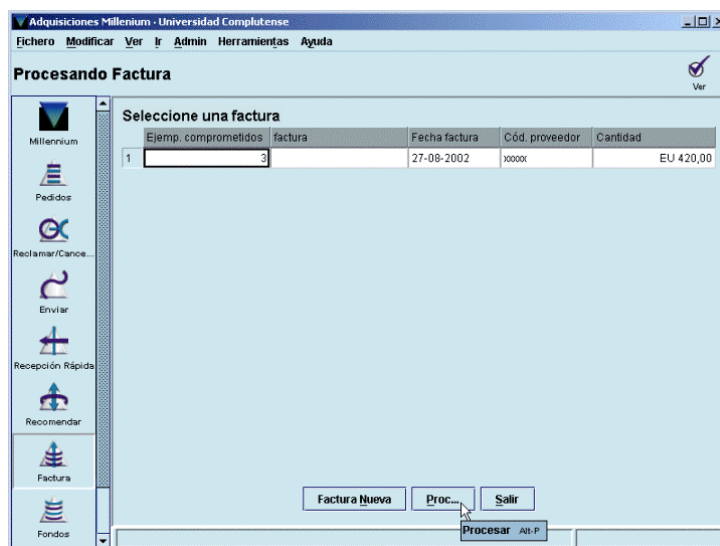 Adquisiciones Millenium - Universidad Complutense
Fichero Modificar Ver Ir Admin Herramientas Ayuda
Procesando Factura
Ver
Millennium
Pedidos
Reclamar/Cance...
Enviar
Recepción Rápida
Recomendar
Factura
Fondos
Seleccione una factura
Ejemp. comprometidos factura Fecha factura Cód. proveedor Cantidad
1 3 27-08-2002 xxxxx EU 420,00
Factura Nueva Proc... Salir
Procesar Alt-P